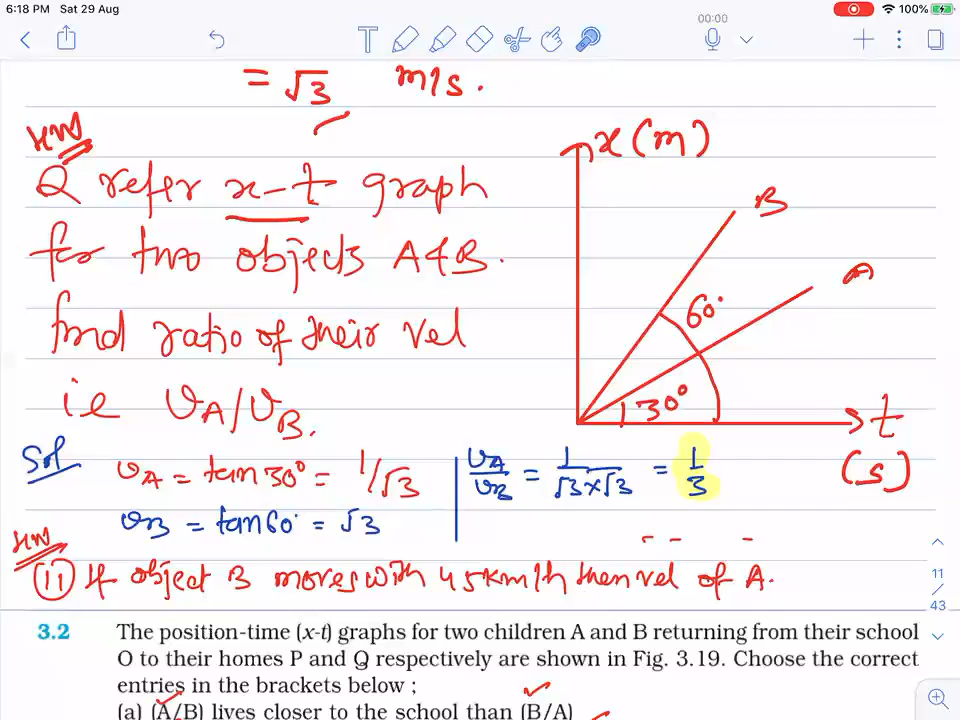 6:18 PM Sat 29 Aug
00:00
100%
T
= √3 m/s.
HW
Q refer x-t graph
for two objects A & B.
find ratio of their vel
i.e vA/vB.
x(m)
B
A
60°
30°
t
(s)
Sol
vA = tan 30° = 1/√3
vB = tan 60° = √3
vA/vB = 1/(√3×√3) = 1/3
HW
(11) If object B moves with 45 km/h then vel of A.
11
/
43
3.2 The position-time (x-t) graphs for two children A and B returning from their school
O to their homes P and Q respectively are shown in Fig. 3.19. Choose the correct
entries in the brackets below ;
(a) (A/B) lives closer to the school than (B/A)